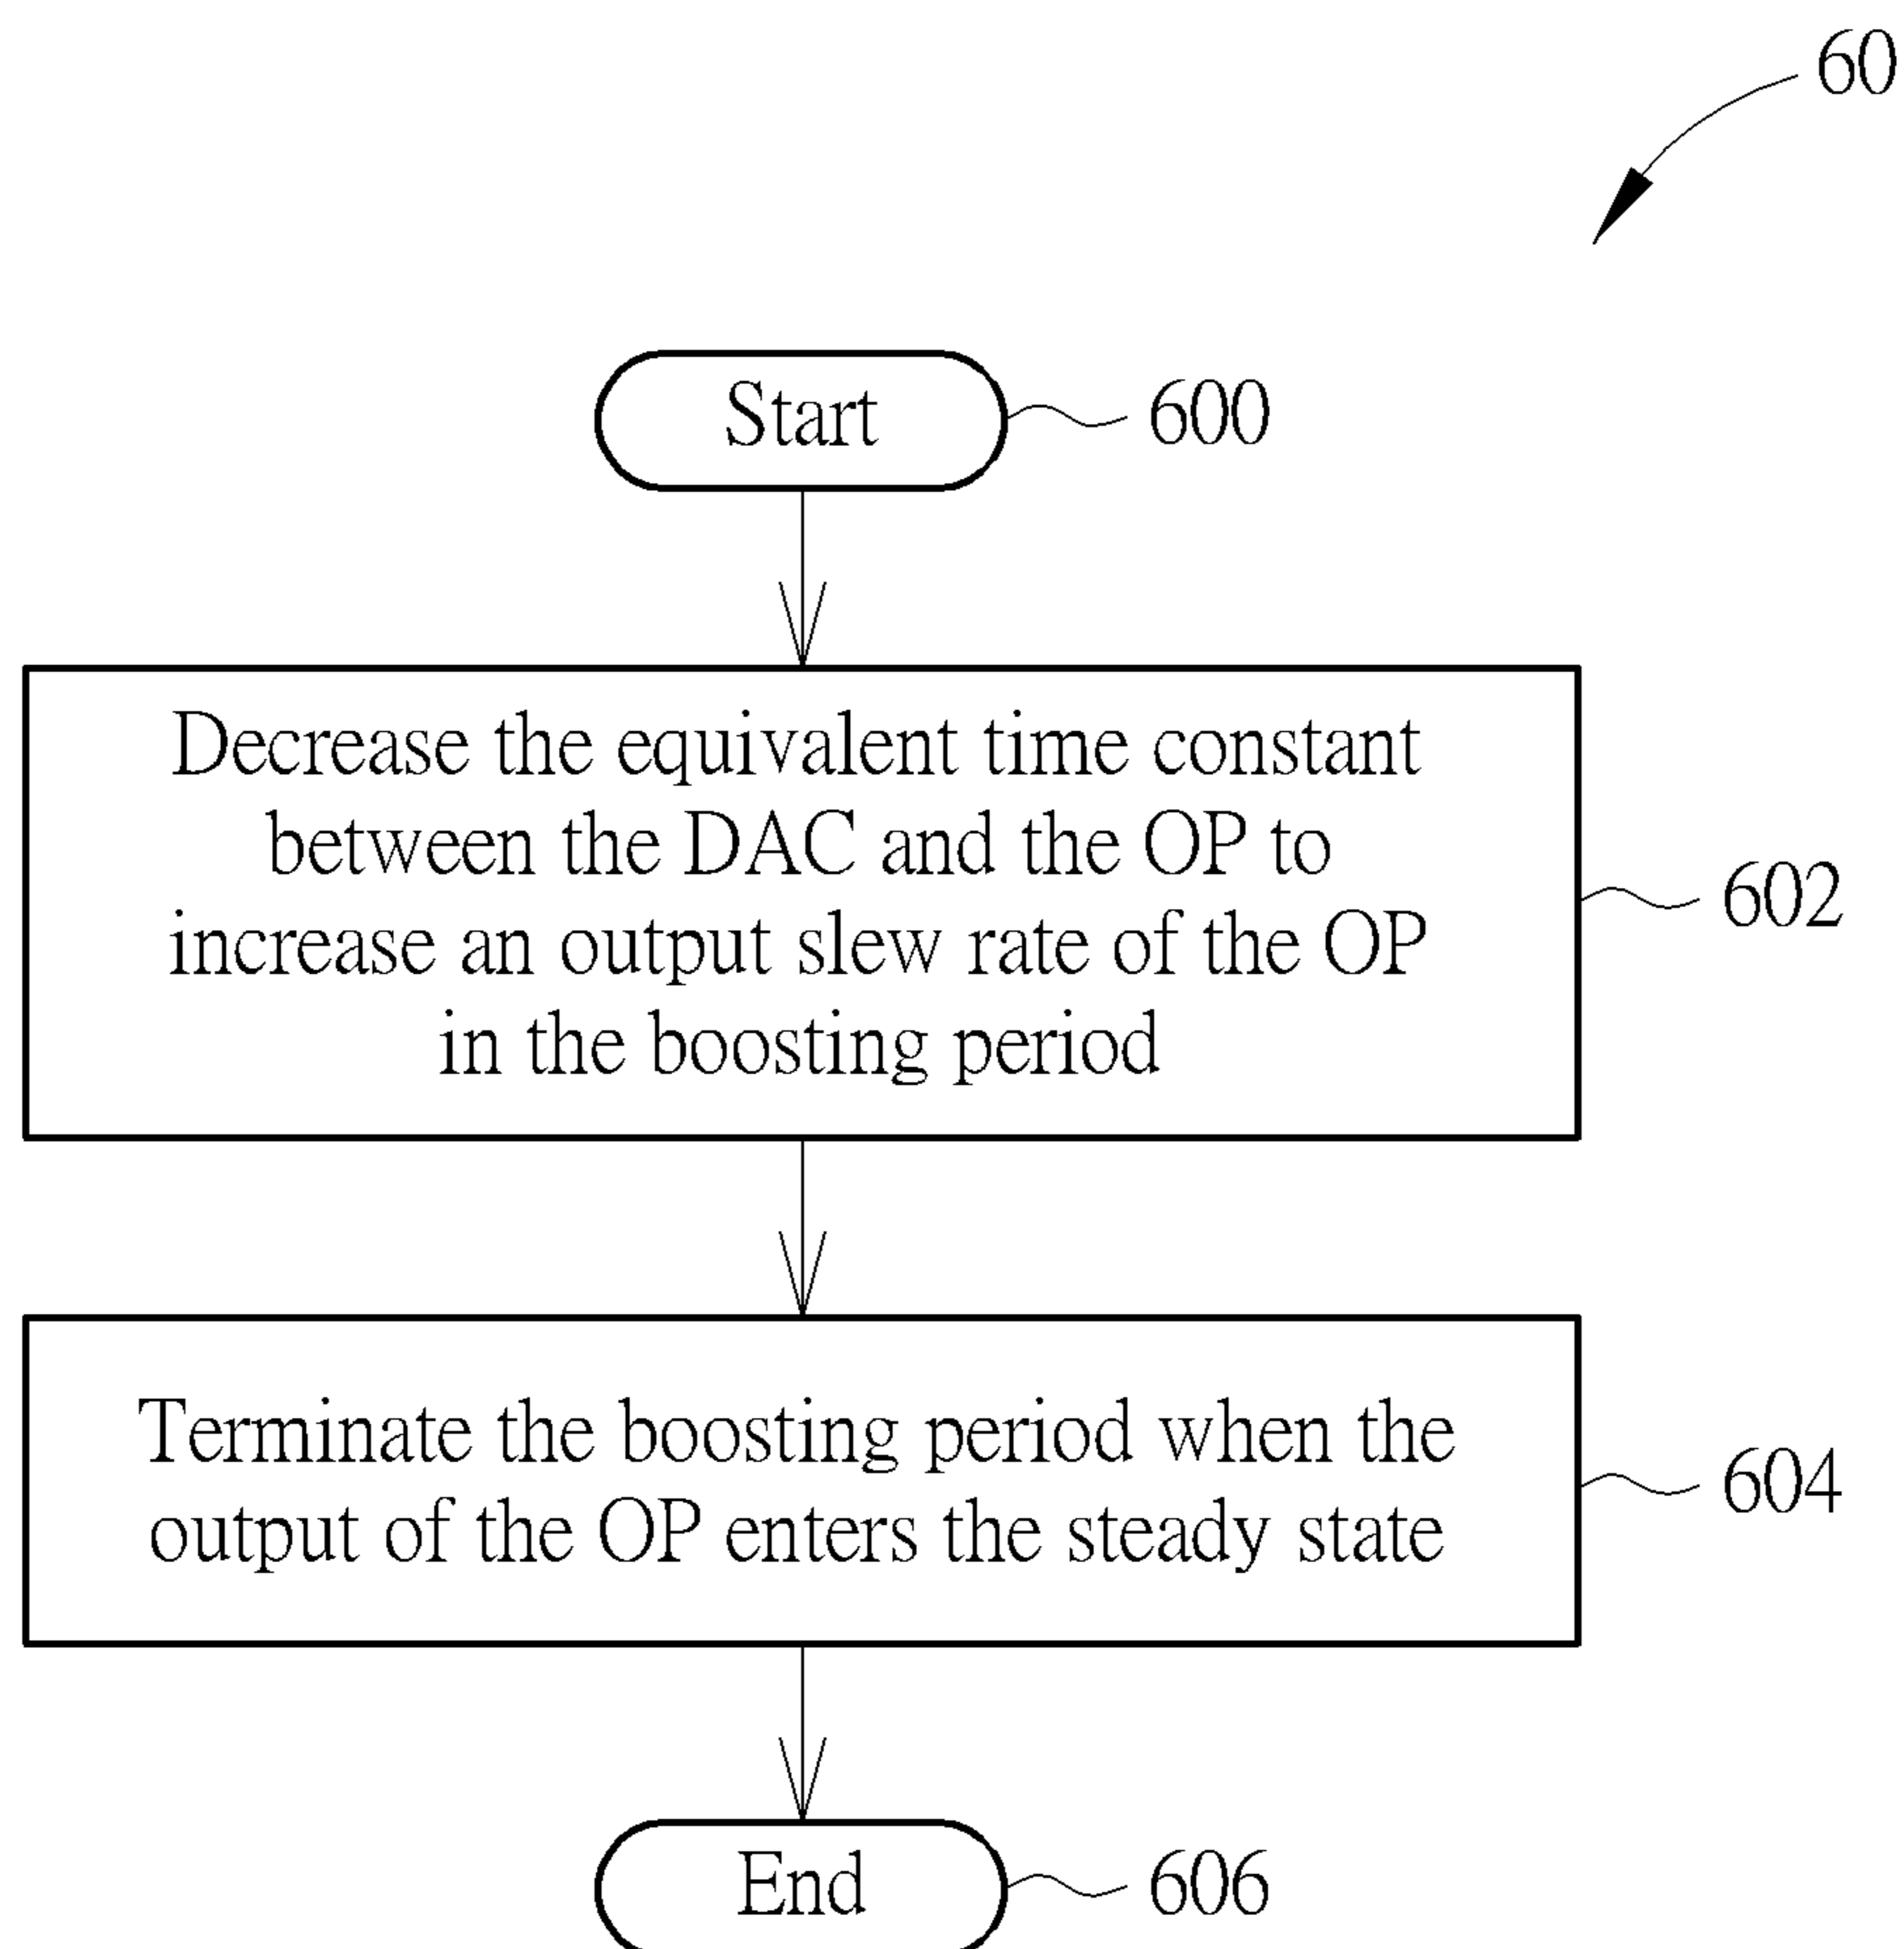 60
Start
600
Decrease the equivalent time constant
between the DAC and the OP to
increase an output slew rate of the OP
in the boosting period
602
Terminate the boosting period when the
output of the OP enters the steady state
604
End
606